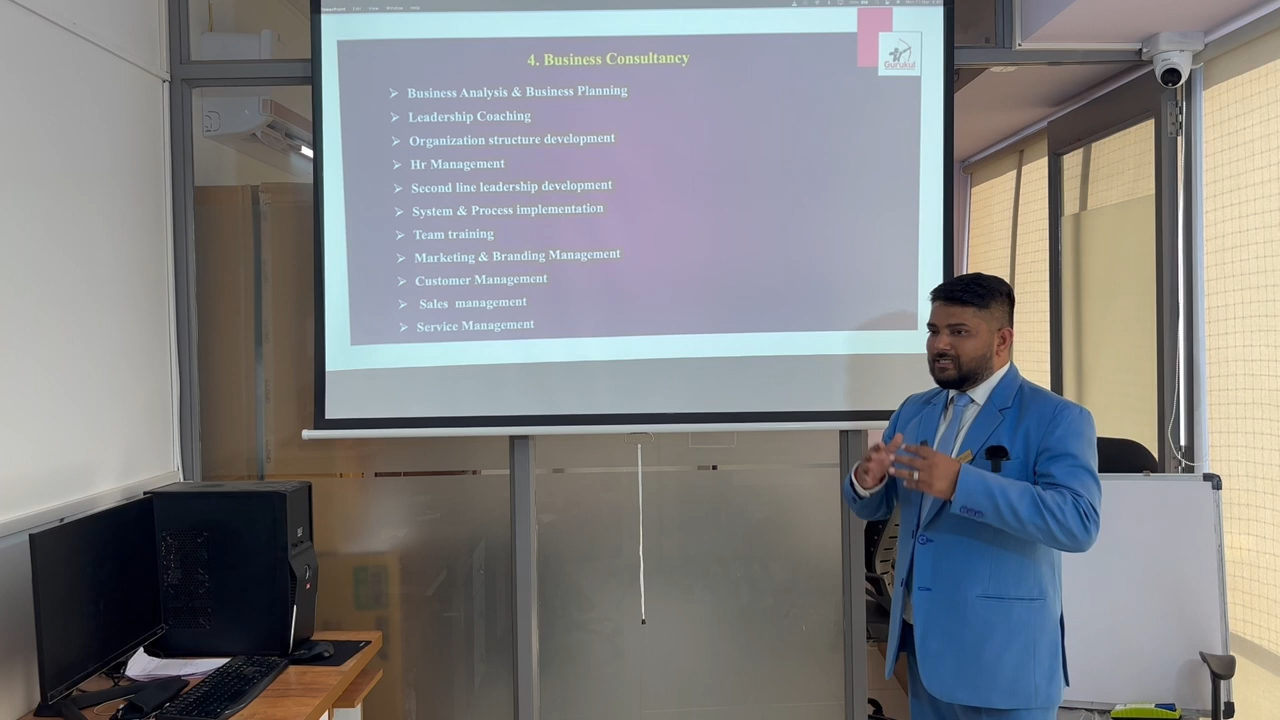 4. Business Consultancy
Gurukul
➢ Business Analysis & Business Planning
➢ Leadership Coaching
➢ Organization structure development
➢ Hr Management
➢ Second line leadership development
➢ System & Process implementation
➢ Team training
➢ Marketing & Branding Management
➢ Customer Management
➢ Sales management
➢ Service Management